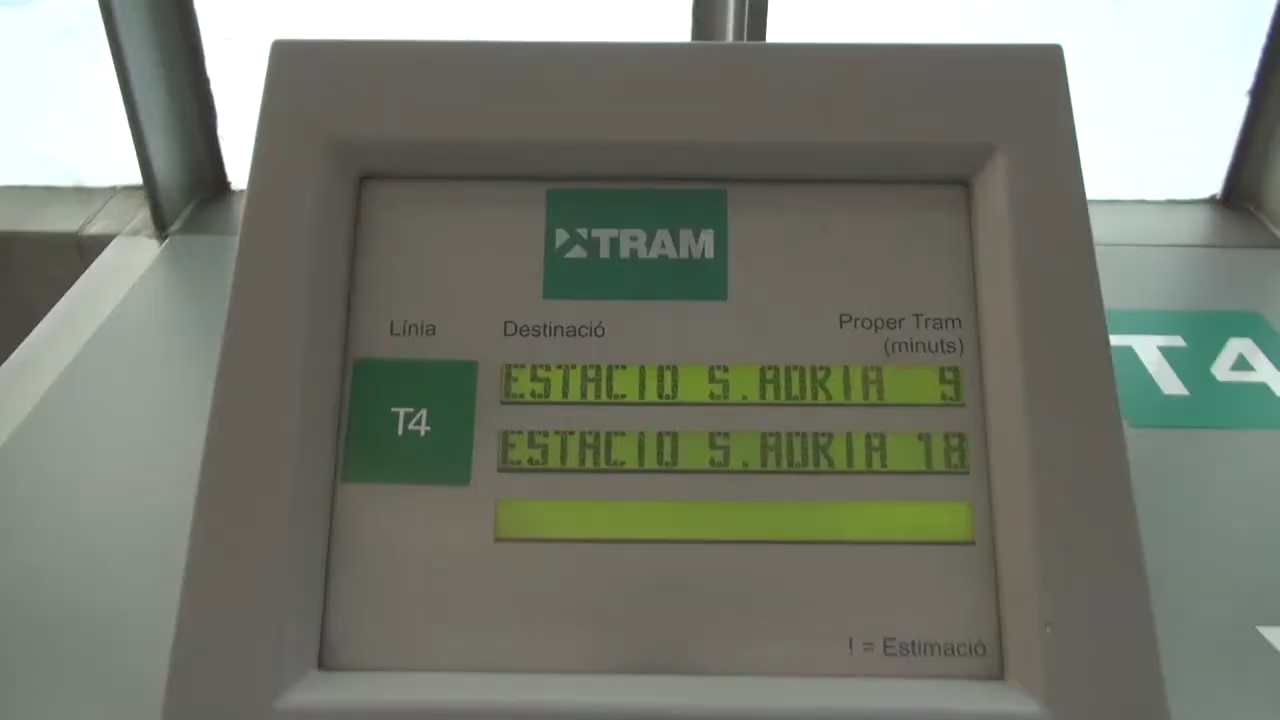 TRAM
Línia Destinació Proper Tram
(minuts)
T4 ESTACIO S.ADRIA 9
ESTACIO S.ADRIA 18
! = Estimació
T4